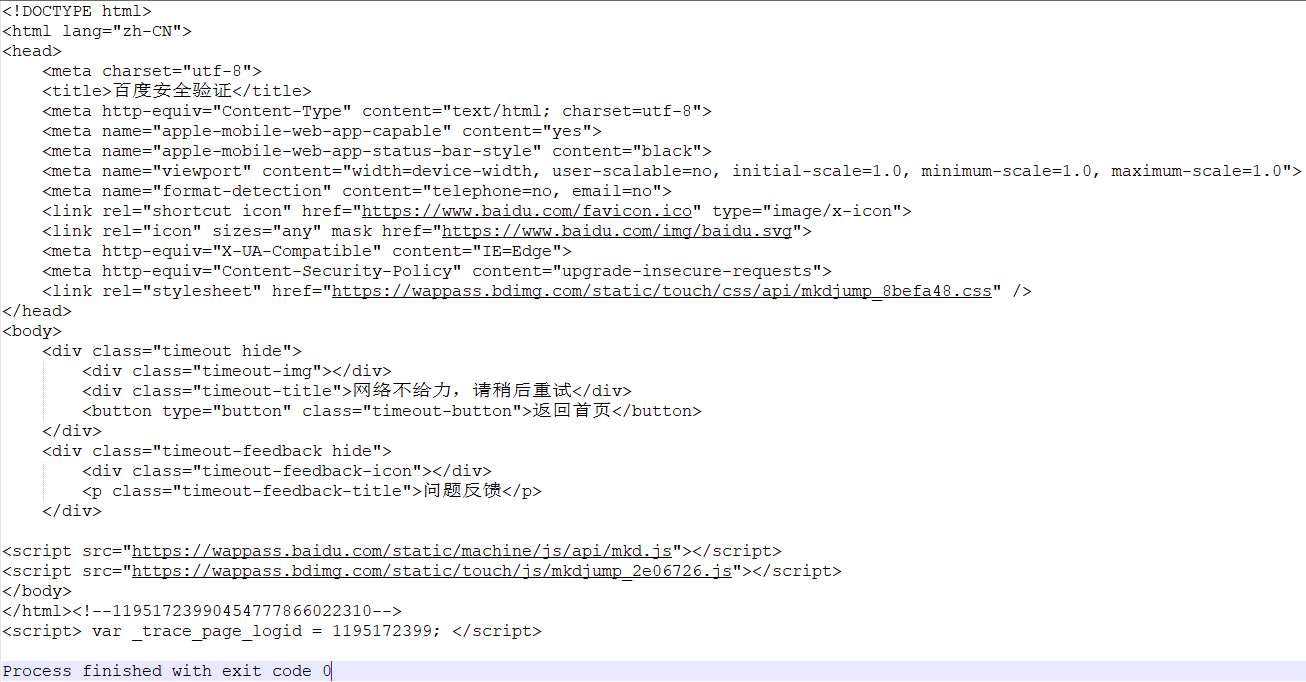 <!DOCTYPE html>
<html lang="zh-CN">
<head>
    <meta charset="utf-8">
    <title>百度安全验证</title>
    <meta http-equiv="Content-Type" content="text/html; charset=utf-8">
    <meta name="apple-mobile-web-app-capable" content="yes">
    <meta name="apple-mobile-web-app-status-bar-style" content="black">
    <meta name="viewport" content="width=device-width, user-scalable=no, initial-scale=1.0, minimum-scale=1.0, maximum-scale=1.0">
    <meta name="format-detection" content="telephone=no, email=no">
    <link rel="shortcut icon" href="https://www.baidu.com/favicon.ico" type="image/x-icon">
    <link rel="icon" sizes="any" mask href="https://www.baidu.com/img/baidu.svg">
    <meta http-equiv="X-UA-Compatible" content="IE=Edge">
    <meta http-equiv="Content-Security-Policy" content="upgrade-insecure-requests">
    <link rel="stylesheet" href="https://wappass.bdimg.com/static/touch/css/api/mkdjump_8befa48.css" />
</head>
<body>
    <div class="timeout hide">
        <div class="timeout-img"></div>
        <div class="timeout-title">网络不给力，请稍后重试</div>
        <button type="button" class="timeout-button">返回首页</button>
    </div>
    <div class="timeout-feedback hide">
        <div class="timeout-feedback-icon"></div>
        <p class="timeout-feedback-title">问题反馈</p>
    </div>

<script src="https://wappass.baidu.com/static/machine/js/api/mkd.js"></script>
<script src="https://wappass.bdimg.com/static/touch/js/mkdjump_2e06726.js"></script>
</body>
</html><!--11951723990454777866022310-->
<script> var _trace_page_logid = 1195172399; </script>

Process finished with exit code 0